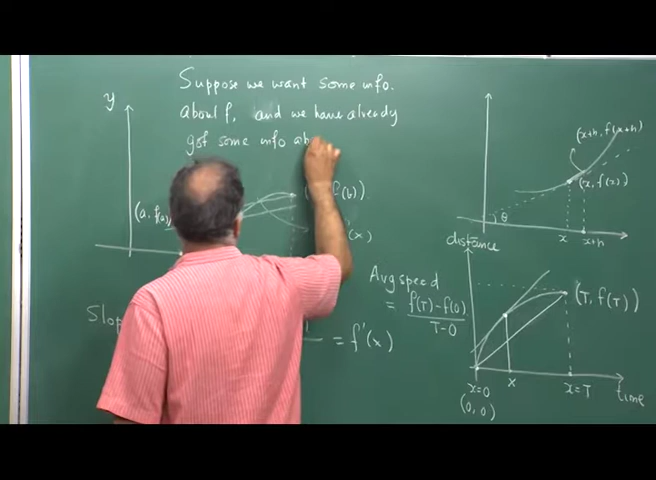 Suppose we want some info.
About f, and we have already
got some info ab
y
(a, f(a))
f(b))
'(x)
Slop
= f'(x)
(x+h, f(x+h))
(x, f(x))
θ
x x+h
distance
Avg speed
= f(T)-f(0)
T-0
(T, f(T))
x=0 x x=T time
(0,0)